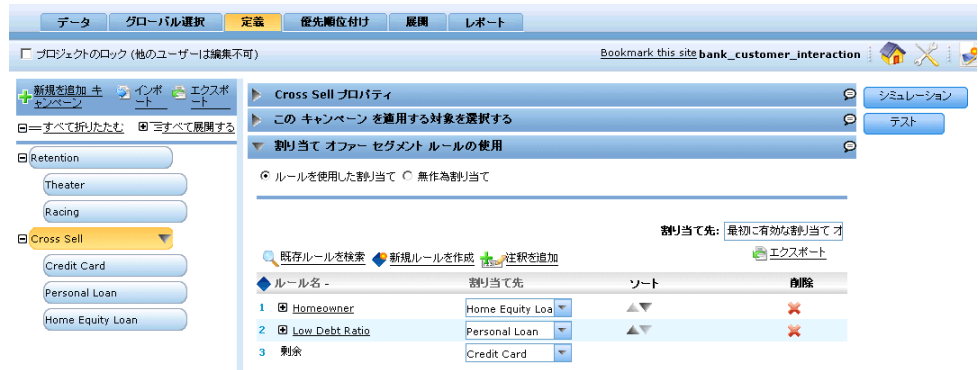 データ グローバル選択 定義 優先順位付け 展開 レポート
プロジェクトのロック (他のユーザーは編集不可)
Bookmark this site bank_customer_interaction
新規を追加 キャンペーン
インポート
エクスポート
すべて折りたたむ すべて展開する
Retention
Theater
Racing
Cross Sell
Credit Card
Personal Loan
Home Equity Loan
Cross Sell プロパティ
この キャンペーン を適用する対象を選択する
割り当て オファー セグメント ルールの使用
ルールを使用した割り当て 無作為割り当て
割り当て先: 最初に有効な割り当て オ
既存ルールを検索 新規ルールを作成 注釈を追加
エクスポート
ルール名 - 割り当て先 ソート 削除
1 Homeowner Home Equity Loa
2 Low Debt Ratio Personal Loan
3 剰余 Credit Card
シミュレーション
テスト